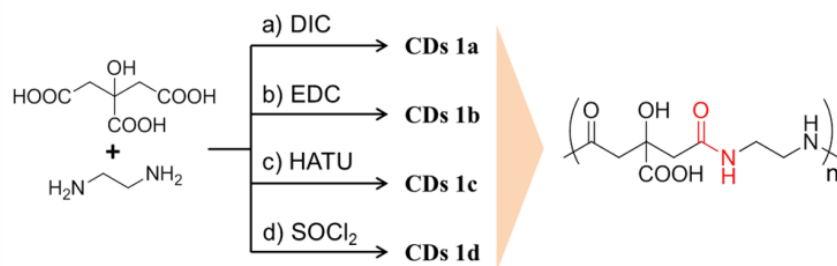 OH
HOOC
COOH
COOH
+
H₂N
NH₂
a) DIC
CDs 1a
b) EDC
CDs 1b
c) HATU
CDs 1c
d) SOCl₂
CDs 1d
O
OH
O
H
N
N
H
COOH
n